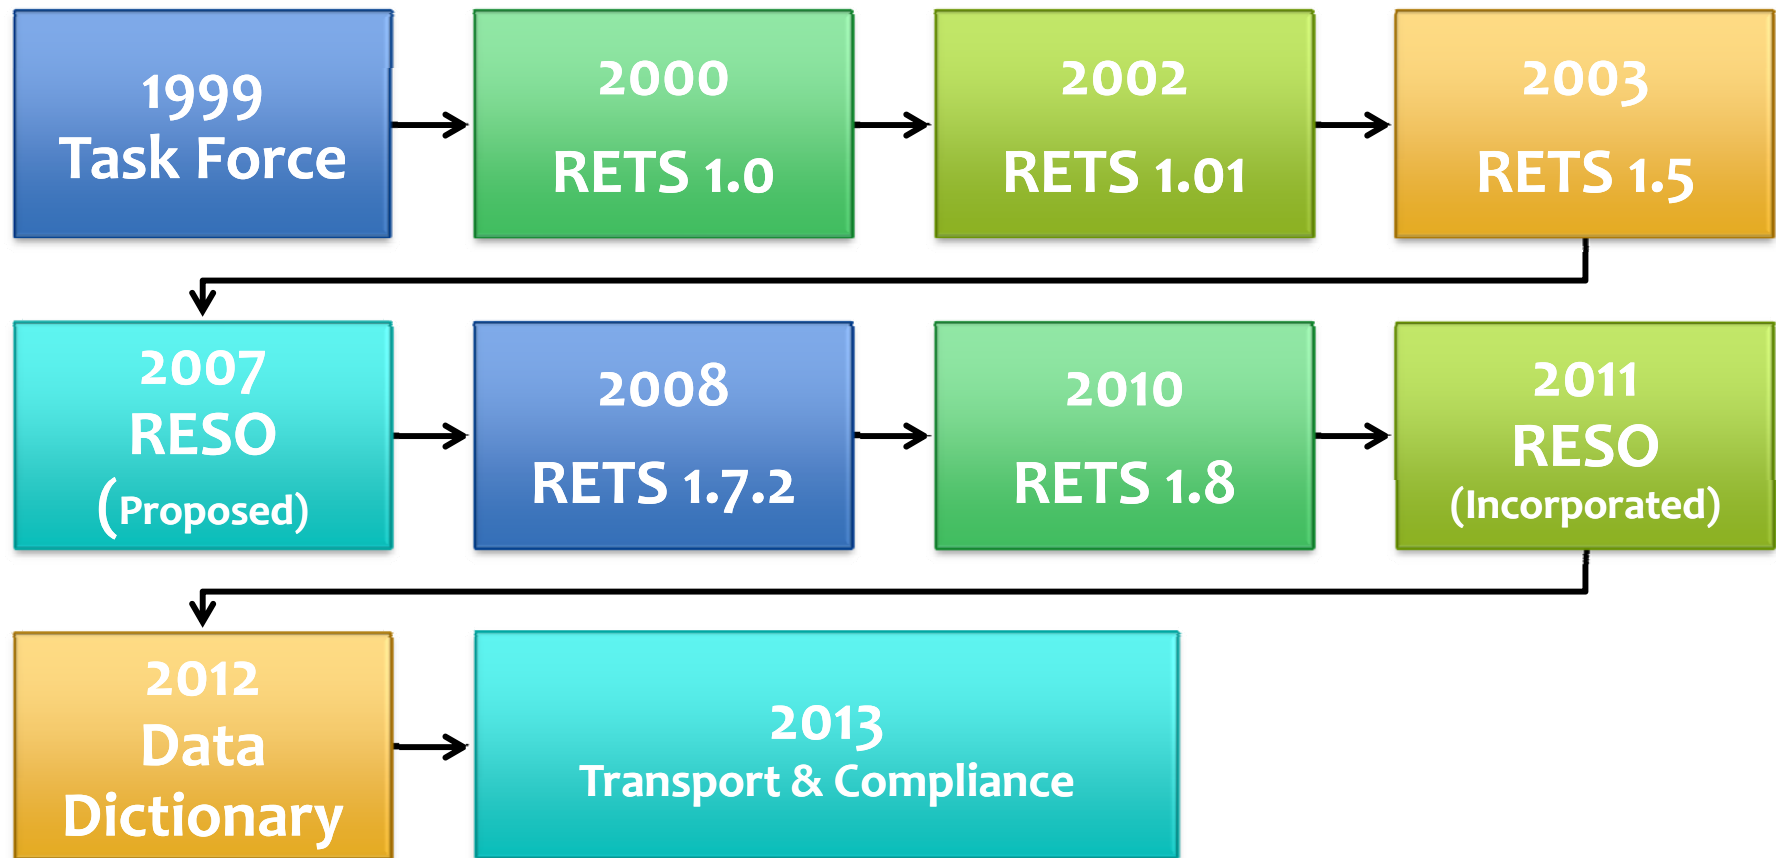 1999
Task Force
2000
RETS 1.0
2002
RETS 1.01
2003
RETS 1.5
2007
RESO
(Proposed)
2008
RETS 1.7.2
2010
RETS 1.8
2011
RESO
(Incorporated)
2012
Data
Dictionary
2013
Transport & Compliance